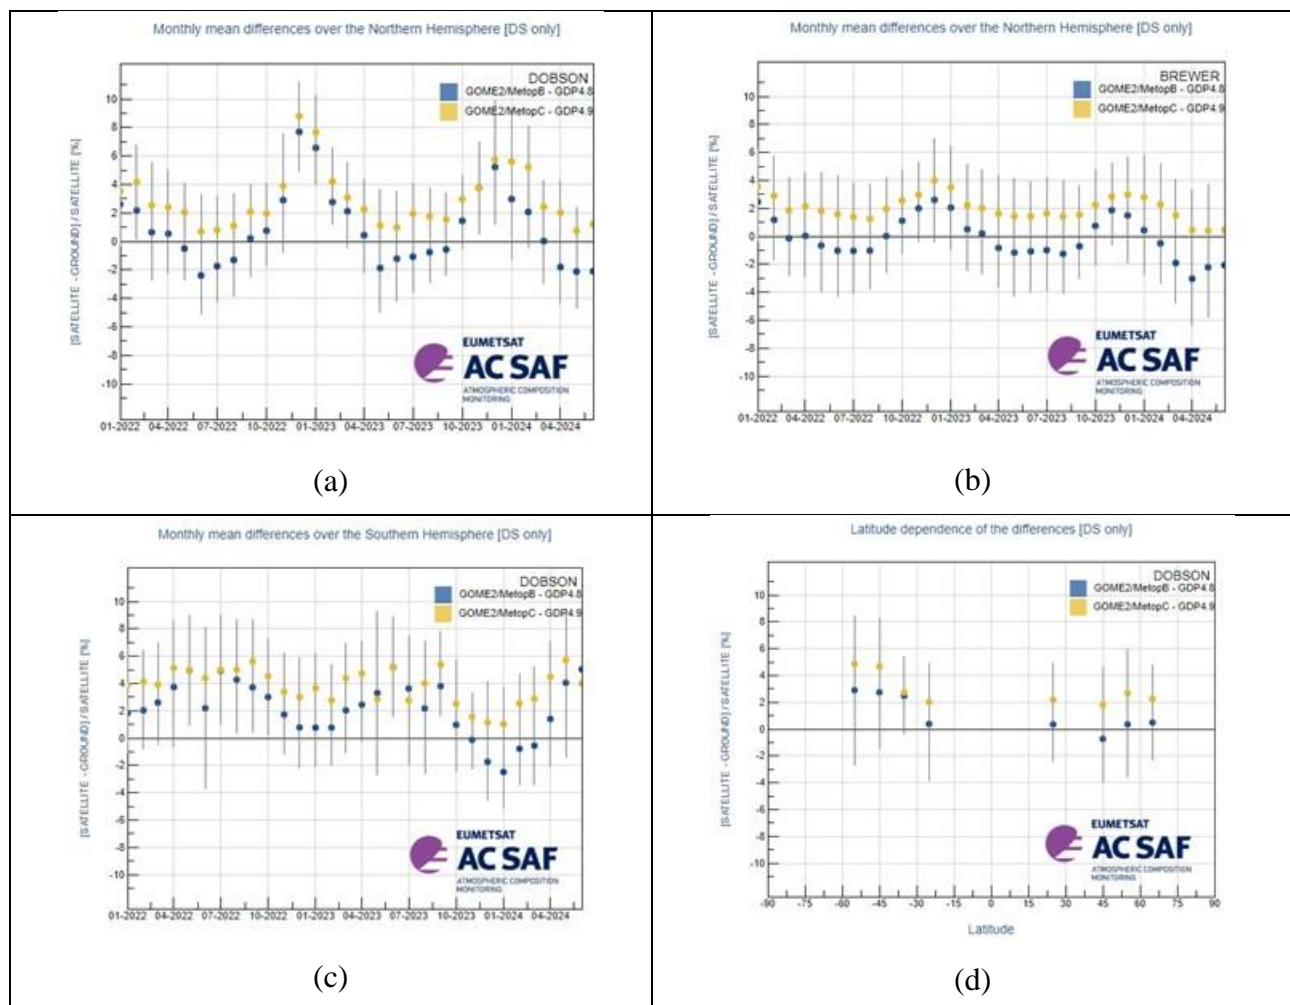 Monthly mean differences over the Northern Hemisphere [DS only]
DOBSON
GOME2/MetopB - GDP4.8
GOME2/MetopC - GDP4.9
[SATELLITE - GROUND] / SATELLITE [%]
10
8
6
4
2
0
-2
-4
-6
-8
-10
EUMETSAT
AC SAF
ATMOSPHERIC COMPOSITION
MONITORING
01-2022 04-2022 07-2022 10-2022 01-2023 04-2023 07-2023 10-2023 01-2024 04-2024
(a)
Monthly mean differences over the Northern Hemisphere [DS only]
BREWER
GOME2/MetopB - GDP4.8
GOME2/MetopC - GDP4.9
[SATELLITE - GROUND] / SATELLITE [%]
10
8
6
4
2
0
-2
-4
-6
-8
-10
EUMETSAT
AC SAF
ATMOSPHERIC COMPOSITION
MONITORING
01-2022 04-2022 07-2022 10-2022 01-2023 04-2023 07-2023 10-2023 01-2024 04-2024
(b)
Monthly mean differences over the Southern Hemisphere [DS only]
DOBSON
GOME2/MetopB - GDP4.8
GOME2/MetopC - GDP4.9
[SATELLITE - GROUND] / SATELLITE [%]
10
8
6
4
2
0
-2
-4
-6
-8
-10
EUMETSAT
AC SAF
ATMOSPHERIC COMPOSITION
MONITORING
01-2022 04-2022 07-2022 10-2022 01-2023 04-2023 07-2023 10-2023 01-2024 04-2024
(c)
Latitude dependence of the differences [DS only]
DOBSON
GOME2/MetopB - GDP4.8
GOME2/MetopC - GDP4.9
[SATELLITE - GROUND] / SATELLITE [%]
10
8
6
4
2
0
-2
-4
-6
-8
-10
EUMETSAT
AC SAF
ATMOSPHERIC COMPOSITION
MONITORING
-90 -75 -60 -45 -30 -15 0 15 30 45 60 75 90
Latitude
(d)